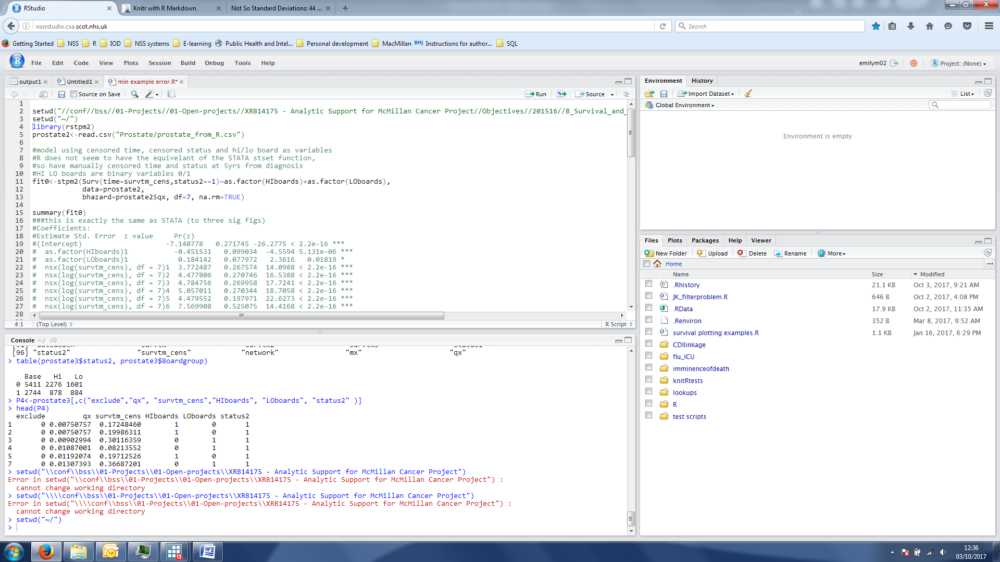 RStudio
Knitr with R Markdown
Not So Standard Deviations: 44 ...
nssrstudio.csa.scot.nhs.uk
Search
Getting Started NSS R IOD NSS systems E-learning Public Health and Intel... Personal development MacMillan BMJ Instructions for author... SQL
R File Edit Code View Plots Session Build Debug Tools Help
emilym02 Project: (None)
output1 Untitled1 min example error.R*
Source on Save Run Source
1
2 setwd("//conf//bss//01-Projects//01-Open-projects//XRB14175 - Analytic Support for McMillan Cancer Project//Objectives//201516//B_Survival_and_
3 setwd("~/")
4 library(rstpm2)
5 prostate2<-read.csv("Prostate/prostate_from_R.csv")
6
7 #model using censored time, censored status and hi/lo board as variables
8 #R does not seem to have the equivelant of the STATA stset function,
9 #so have manually censored time and status at 5yrs from diagnosis
10 #HI LO boards are binary variables 0/1
11 fit0<-stpm2(Surv(time=survtm_cens,status2==1)~as.factor(HIboards)+as.factor(LOboards),
12 data=prostate2,
13 bhazard=prostate2$qx, df=7, na.rm=TRUE)
14
15 summary(fit0)
16 ###this is exactly the same as STATA (to three sig figs)
17 #Coefficients:
18 #Estimate Std. Error z value Pr(z)
19 #(Intercept) -7.140778 0.271745 -26.2775 < 2.2e-16 ***
20 # as.factor(HIboards)1 -0.451531 0.099034 -4.5594 5.131e-06 ***
21 # as.factor(LOboards)1 0.184142 0.077972 2.3616 0.01819 *
22 # nsx(log(survtm_cens), df = 7)1 3.772487 0.267574 14.0988 < 2.2e-16 ***
23 # nsx(log(survtm_cens), df = 7)2 4.477806 0.270746 16.5388 < 2.2e-16 ***
24 # nsx(log(survtm_cens), df = 7)3 4.784756 0.269958 17.7241 < 2.2e-16 ***
25 # nsx(log(survtm_cens), df = 7)4 5.057011 0.270344 18.7058 < 2.2e-16 ***
26 # nsx(log(survtm_cens), df = 7)5 4.479552 0.197971 22.6273 < 2.2e-16 ***
27 # nsx(log(survtm_cens), df = 7)6 7.569908 0.525075 14.4168 < 2.2e-16 ***
28
4:1 (Top Level) R Script
Console ~/
[96] "status2" "survtm_cens" "network" "mx" "qx"
> table(prostate3$status2, prostate3$Boardgroup)
Base Hi Lo
0 5411 2276 1601
1 2744 878 884
> P4<-prostate3[,c("exclude","qx", "survtm_cens","HIboards", "LOboards", "status2" )]
> head(P4)
exclude qx survtm_cens HIboards LOboards status2
1 0 0.00750757 0.17248460 1 0 1
2 0 0.00750757 0.19986311 1 0 1
3 0 0.00902994 0.30116359 0 1 1
4 0 0.01087001 0.08213552 0 1 1
5 0 0.01192074 0.19712526 1 0 1
7 0 0.01307393 0.36687201 0 1 1
> setwd("\\conf\\bss\\01-Projects\\01-Open-projects\\XRB14175 - Analytic Support for McMillan Cancer Project")
Error in setwd("\\conf\\bss\\01-Projects\\01-Open-projects\\XRB14175 - Analytic Support for McMillan Cancer Project") :
cannot change working directory
> setwd("\\\\conf\\bss\\01-Projects\\01-Open-projects\\XRB14175 - Analytic Support for McMillan Cancer Project")
Error in setwd("\\\\conf\\bss\\01-Projects\\01-Open-projects\\XRB14175 - Analytic Support for McMillan Cancer Project") :
cannot change working directory
> setwd("~/")
>
Environment History
Import Dataset List
Global Environment
Environment is empty
Files Plots Packages Help Viewer
New Folder Upload Delete Rename More
Home ...
Name Size Modified
.Rhistory 21.1 KB Oct 3, 2017, 9:21 AM
JK_filterproblem.R 646 B Oct 2, 2017, 4:08 PM
.RData 17.9 KB Oct 2, 2017, 11:35 AM
.Renviron 352 B Mar 8, 2017, 9:52 AM
survival plotting examples.R 1.1 KB Jan 16, 2017, 6:29 PM
CDIlinkage
flu_ICU
imminenceofdeath
knitRtests
lookups
R
test scripts
13
12:36
03/10/2017